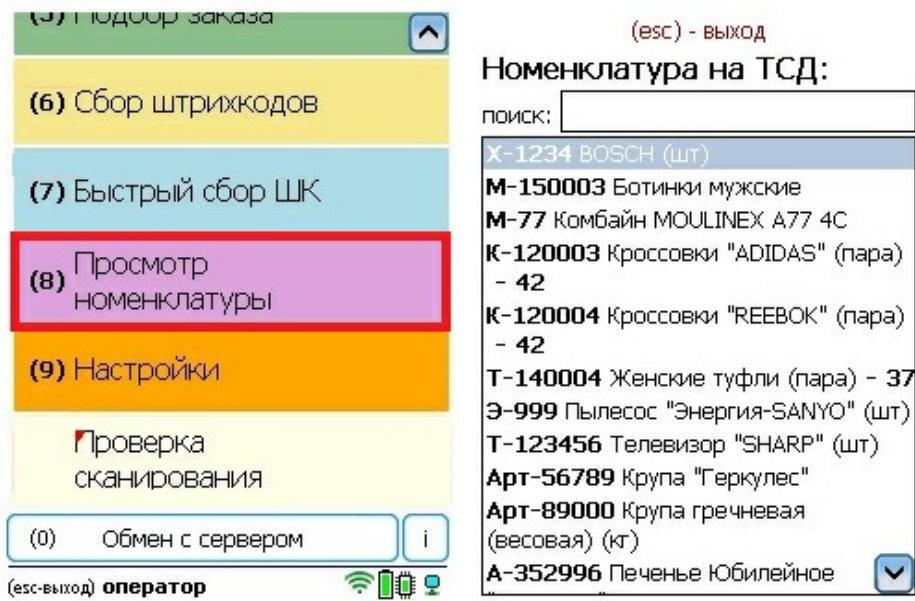 (5) Подбор заказа
(6) Сбор штрихкодов
(7) Быстрый сбор ШК
(8) Просмотр
номенклатуры
(9) Настройки
Проверка
сканирования
(0) Обмен с сервером i
(esc-выход) оператор
(esc) - выход
Номенклатура на ТСД:
поиск:
X-1234 BOSCH (шт)
М-150003 Ботинки мужские
М-77 Комбайн MOULINEX A77 4C
К-120003 Кроссовки "ADIDAS" (пара)
- 42
К-120004 Кроссовки "REEBOK" (пара)
- 42
Т-140004 Женские туфли (пара) - 37
Э-999 Пылесос "Энергия-SANYO" (шт)
Т-123456 Телевизор "SHARP" (шт)
Арт-56789 Крупа "Геркулес"
Арт-89000 Крупа гречневая
(весовая) (кг)
А-352996 Печенье Юбилейное